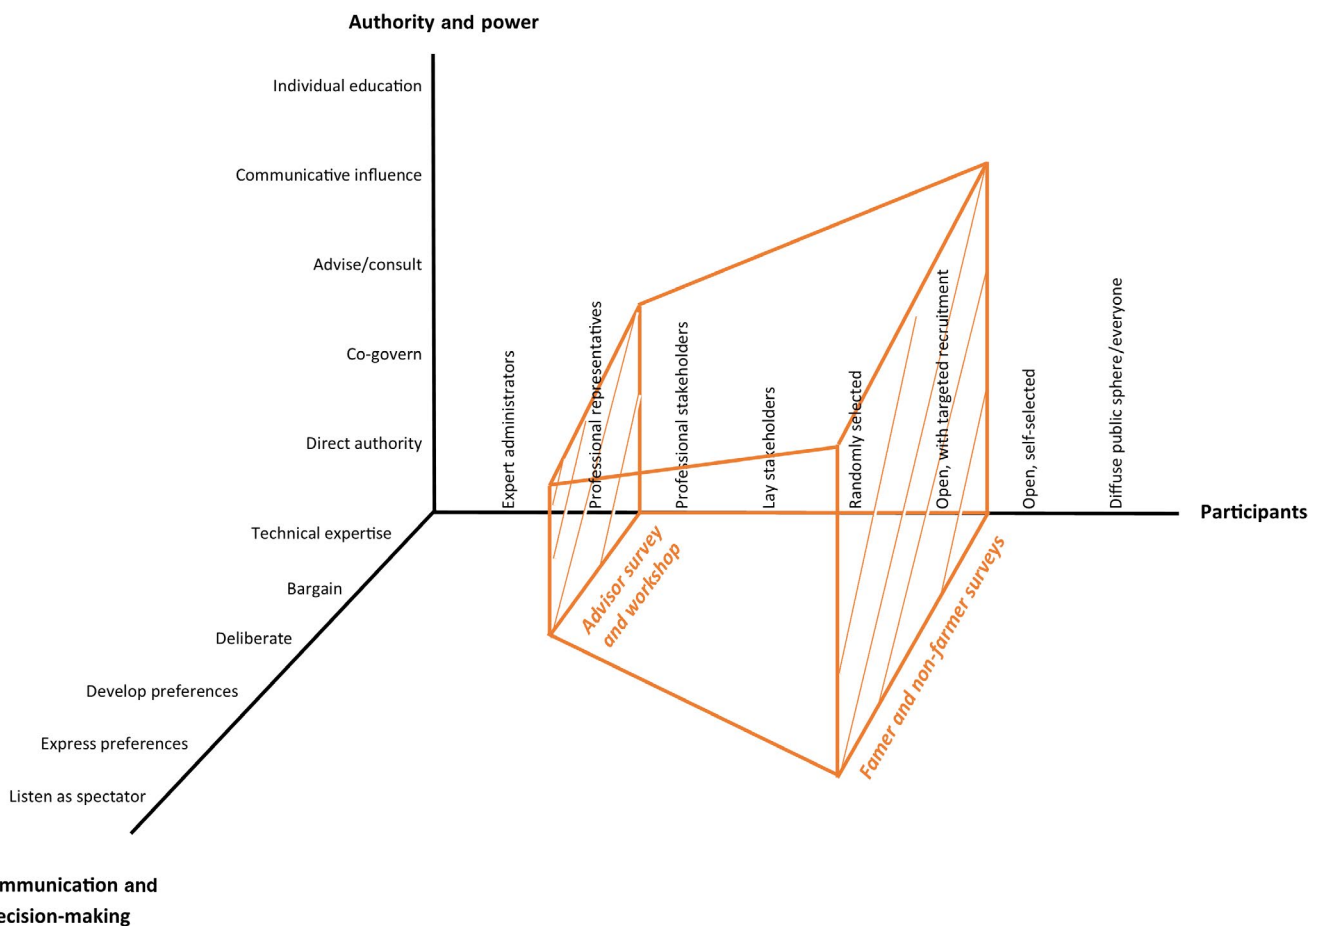 Authority and power
Individual education
Communicative influence
Advise/consult
Co-govern
Direct authority
Technical expertise
Bargain
Deliberate
Develop preferences
Express preferences
Listen as spectator
mmunication and
ecision-making
Expert administrators
Professional representatives
Professional stakeholders
Lay stakeholders
Randomly selected
Open, with targeted recruitment
Open, self-selected
Diffuse public sphere/everyone
Participants
Advisor survey
and workshop
Famer and non-farmer surveys